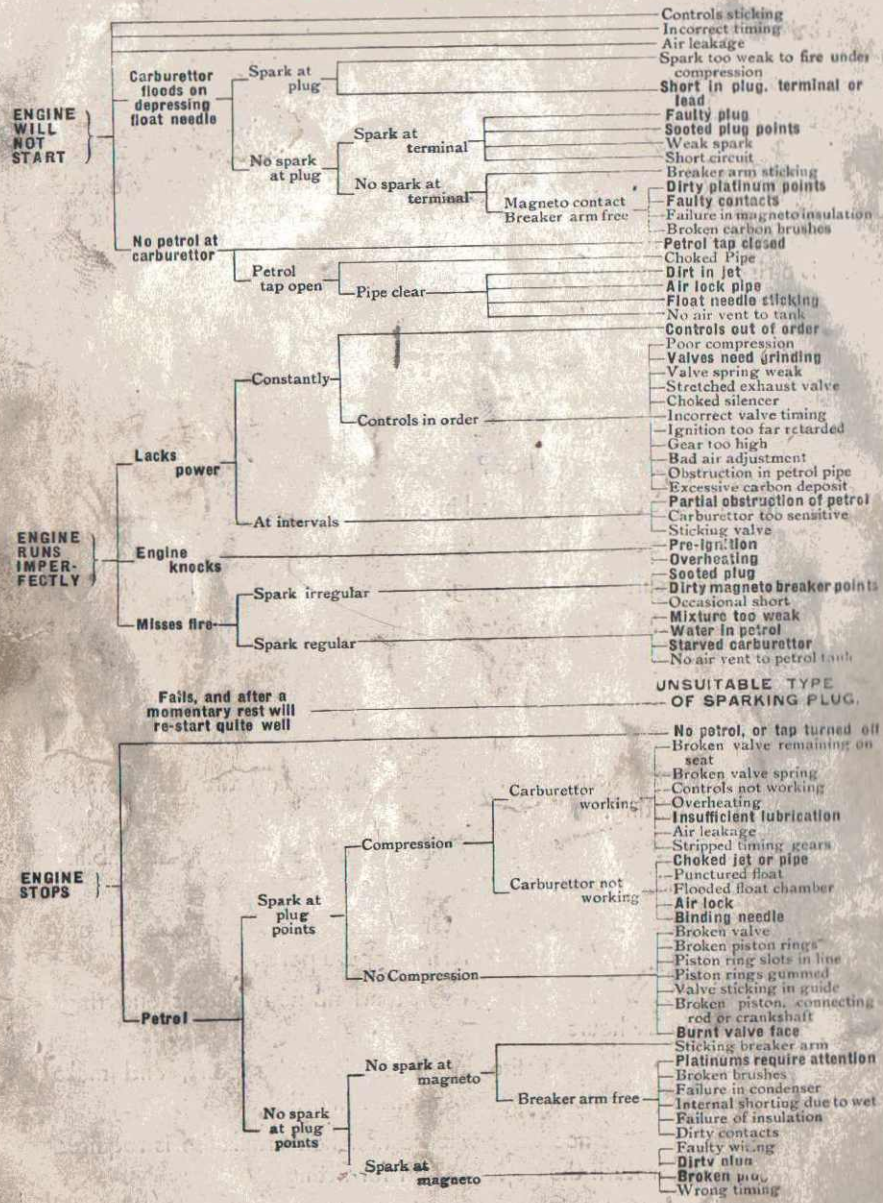 Controls sticking
Incorrect timing
Air leakage
Spark too weak to fire under
compression
Short in plug, terminal or
lead
Carburettor
floods on
depressing
float needle
Spark at
plug
ENGINE
WILL
NOT
START
No spark
at plug
Spark at
terminal
Faulty plug
Sooted plug points
Weak spark
Short circuit
No spark at
terminal
Breaker arm sticking
Magneto contact
Breaker arm free
Dirty platinum points
Faulty contacts
Failure in magneto insulation
Broken carbon brushes
No petrol at
carburettor
Petrol tap closed
Petrol
tap open
Choked Pipe
Pipe clear
Dirt in jet
Air lock pipe
Float needle sticking
No air vent to tank
ENGINE
RUNS
IMPER-
FECTLY
Lacks
power
Constantly
Controls out of order
Controls in order
Poor compression
Valves need grinding
Valve spring weak
Stretched exhaust valve
Choked silencer
Incorrect valve timing
Ignition too far retarded
Gear too high
Bad air adjustment
Obstruction in petrol pipe
Excessive carbon deposit
At intervals
Partial obstruction of petrol
Carburettor too sensitive
Sticking valve
Engine
knocks
Pre-ignition
Overheating
Misses fire
Spark irregular
Sooted plug
Dirty magneto breaker points
Occasional short
Spark regular
Mixture too weak
Water in petrol
Starved carburettor
No air vent to petrol tank
Fails, and after a
momentary rest will
re-start quite well
UNSUITABLE TYPE
OF SPARKING PLUG.
ENGINE
STOPS
No petrol, or tap turned off
Petrol
Spark at
plug
points
Compression
Carburettor
working
Broken valve remaining on
seat
Broken valve spring
Controls not working
Overheating
Insufficient lubrication
Air leakage
Stripped timing gears
Carburettor not
working
Choked jet or pipe
Punctured float
Flooded float chamber
Air lock
Binding needle
No Compression
Broken valve
Broken piston rings
Piston ring slots in line
Piston rings gummed
Valve sticking in guide
Broken piston, connecting
rod or crankshaft
Burnt valve face
No spark
at plug
points
No spark at
magneto
Sticking breaker arm
Breaker arm free
Platinums require attention
Broken brushes
Failure in condenser
Internal shorting due to wet
Failure of insulation
Dirty contacts
Spark at
magneto
Faulty wiring
Dirty plug
Broken plug
Wrong timing